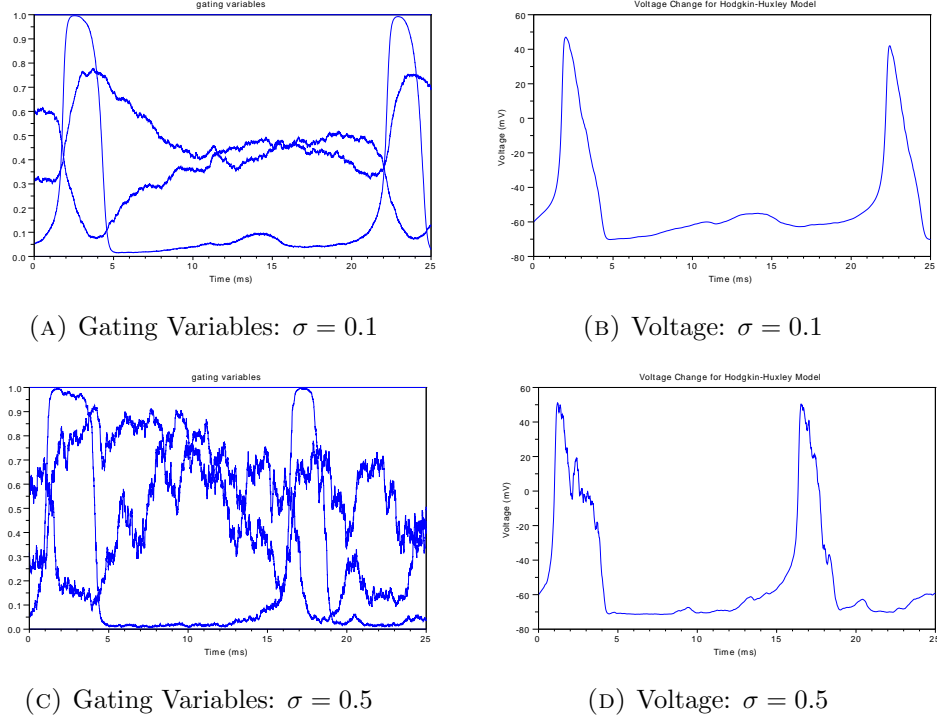 gating variables
1.0
0.9
0.8
0.7
0.6
0.5
0.4
0.3
0.2
0.1
0.0
0 5 10 15 20 25
Time (ms)
Voltage Change for Hodgkin-Huxley Model
60
40
20
0
-20
-40
-60
-80
Voltage (mV)
0 5 10 15 20 25
Time (ms)
(A) Gating Variables: σ = 0.1
(B) Voltage: σ = 0.1
gating variables
1.0
0.9
0.8
0.7
0.6
0.5
0.4
0.3
0.2
0.1
0.0
0 5 10 15 20 25
Time (ms)
Voltage Change for Hodgkin-Huxley Model
60
40
20
0
-20
-40
-60
-80
Voltage (mV)
0 5 10 15 20 25
Time (ms)
(C) Gating Variables: σ = 0.5
(D) Voltage: σ = 0.5